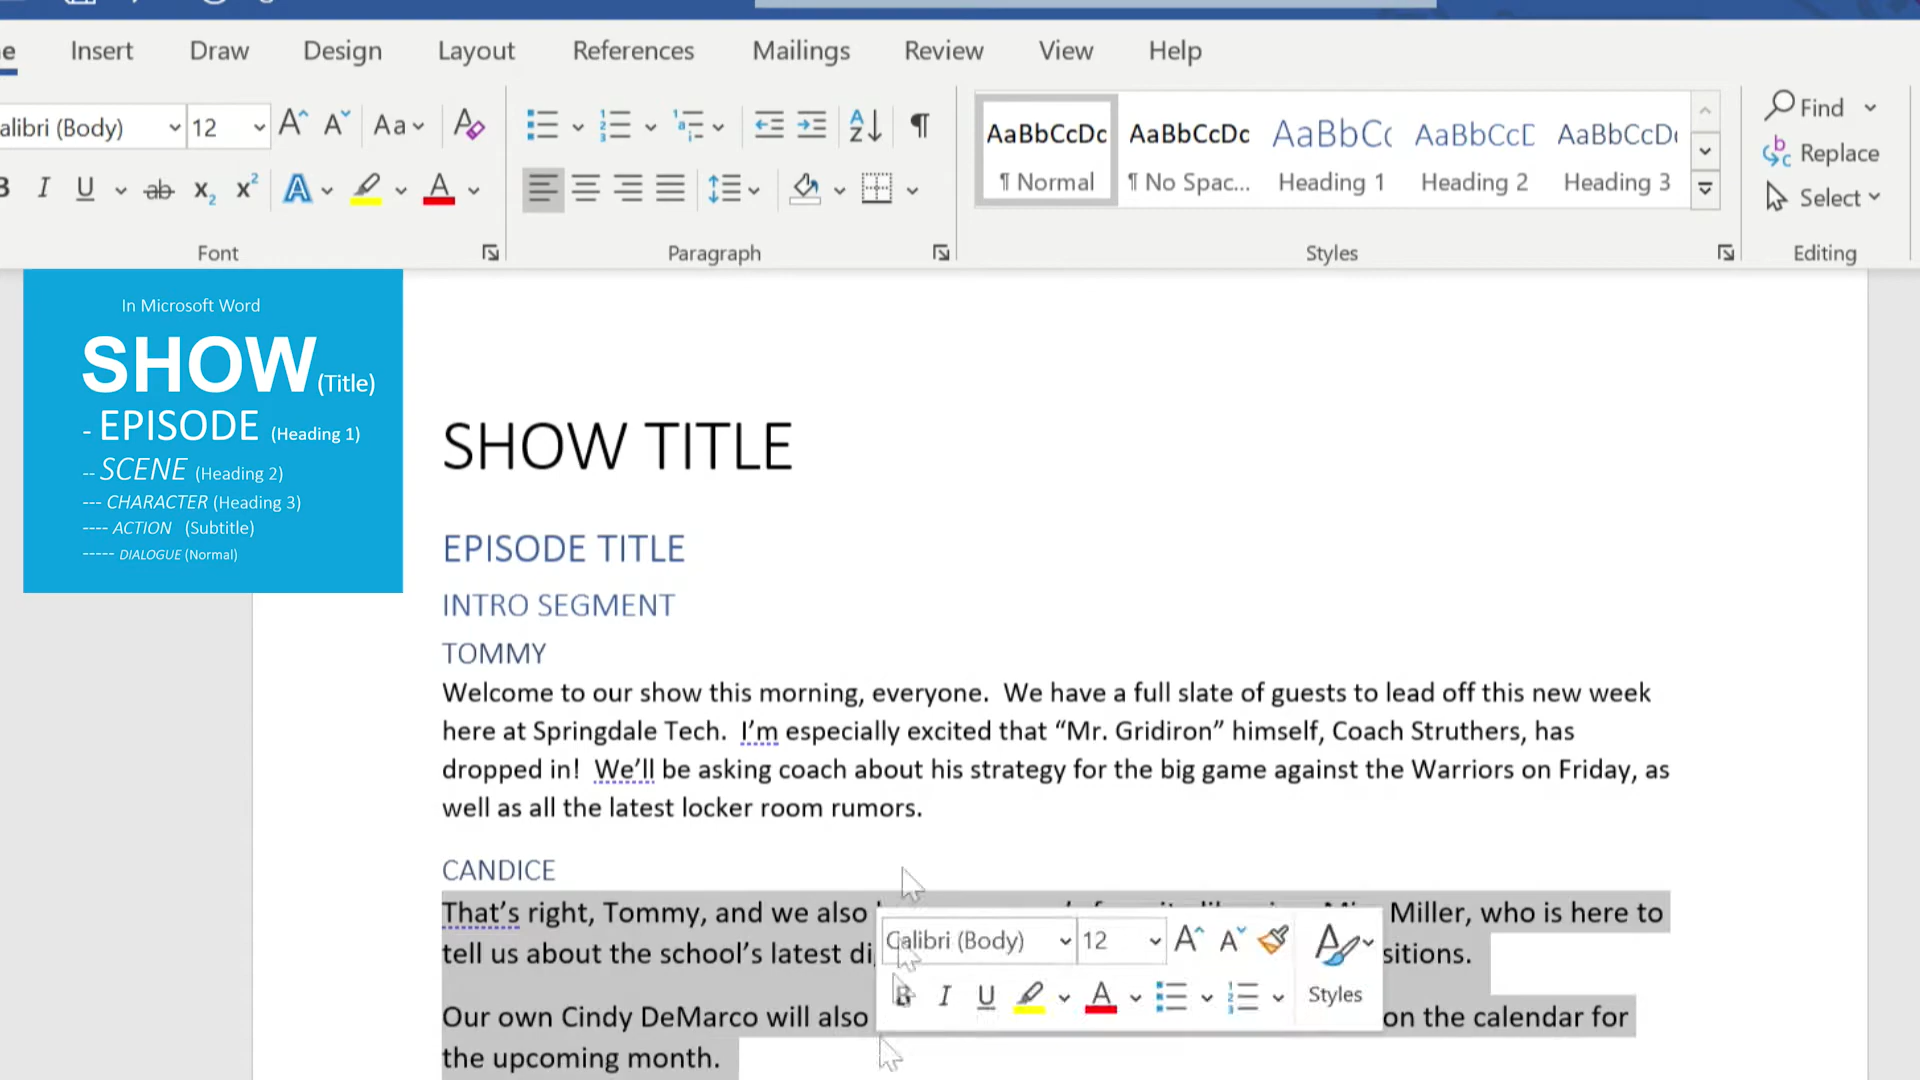 Insert Draw Design Layout References Mailings Review View Help
(Body) 12 Aa
AaBbCcDc AaBbCcDc AaBbC AaBbCcD AaBbCcD
¶ Normal ¶ No Spac... Heading 1 Heading 2 Heading 3
Find
Replace
Select
Font Paragraph Styles Editing
In Microsoft Word
SHOW (Title)
- EPISODE (Heading 1)
-- SCENE (Heading 2)
--- CHARACTER (Heading 3)
---- ACTION (Subtitle)
----- DIALOGUE (Normal)
SHOW TITLE
EPISODE TITLE
INTRO SEGMENT
TOMMY
Welcome to our show this morning, everyone.  We have a full slate of guests to lead off this new week
here at Springdale Tech.  I’m especially excited that “Mr. Gridiron” himself, Coach Struthers, has
dropped in!  We’ll be asking coach about his strategy for the big game against the Warriors on Friday, as
well as all the latest locker room rumors.
CANDICE
That’s right, Tommy, and we also Miller, who is here to
tell us about the school’s latest
Our own Cindy DeMarco will also on the calendar for
the upcoming month.
Calibri (Body) 12
B I U A Styles